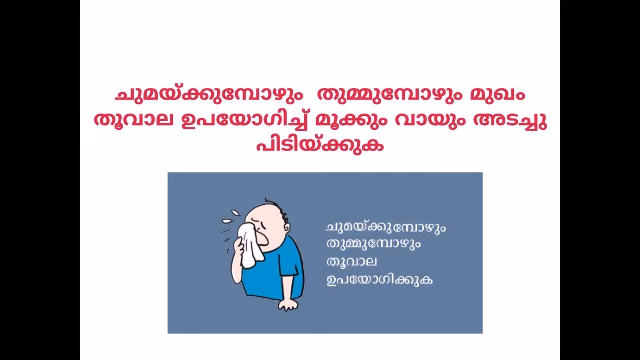 ചുമയ്ക്കുമ്പോഴും തുമ്മുമ്പോഴും മുഖം
തൂവാല ഉപയോഗിച്ച് മൂക്കും വായും അടച്ചു
പിടിയ്ക്കുക
ചുമയ്ക്കുമ്പോഴും
തുമ്മുമ്പോഴും
തൂവാല
ഉപയോഗിക്കുക